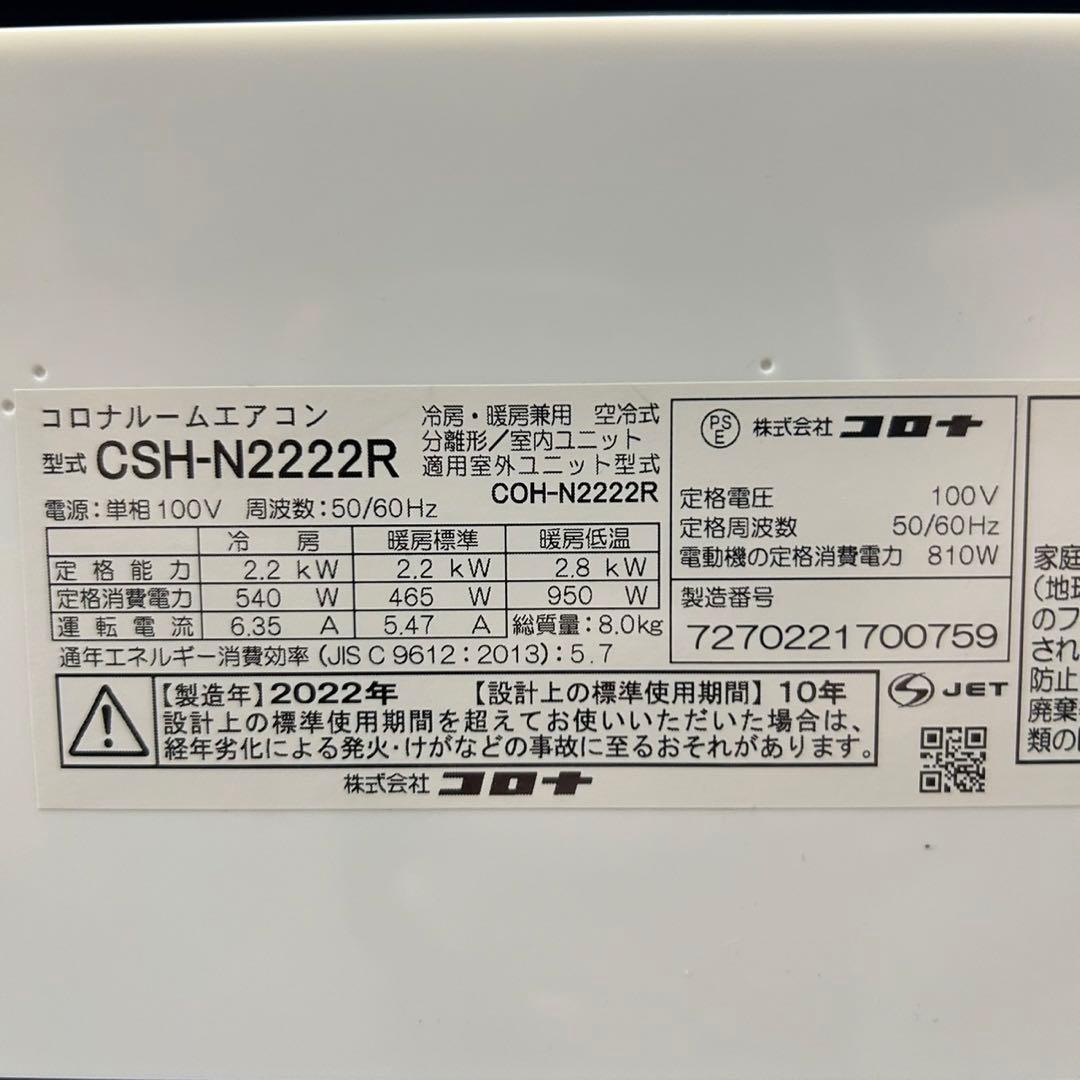 コロナルームエアコン
型式 CSH-N2222R
冷房・暖房兼用 空冷式
分離形/室内ユニット
適用室外ユニット型式
COH-N2222R
電源:単相100V 周波数:50/60Hz
冷房 暖房標準 暖房低温
定格能力 2.2 kW 2.2 kW 2.8 kW
定格消費電力 540 W 465 W 950 W
運転電流 6.35 A 5.47 A 総質量:8.0kg
通年エネルギー消費効率(JIS C 9612:2013):5.7
【製造年】2022年 【設計上の標準使用期間】10年
設計上の標準使用期間を超えてお使いいただいた場合は、
経年劣化による発火・けがなどの事故に至るおそれがあります。
株式会社 コロナ
PSE 株式会社 コロナ
定格電圧 100V
定格周波数 50/60Hz
電動機の定格消費電力 810W
製造番号
7270221700759
JET
家庭
(地球
のフ
され
防止
廃棄
類の